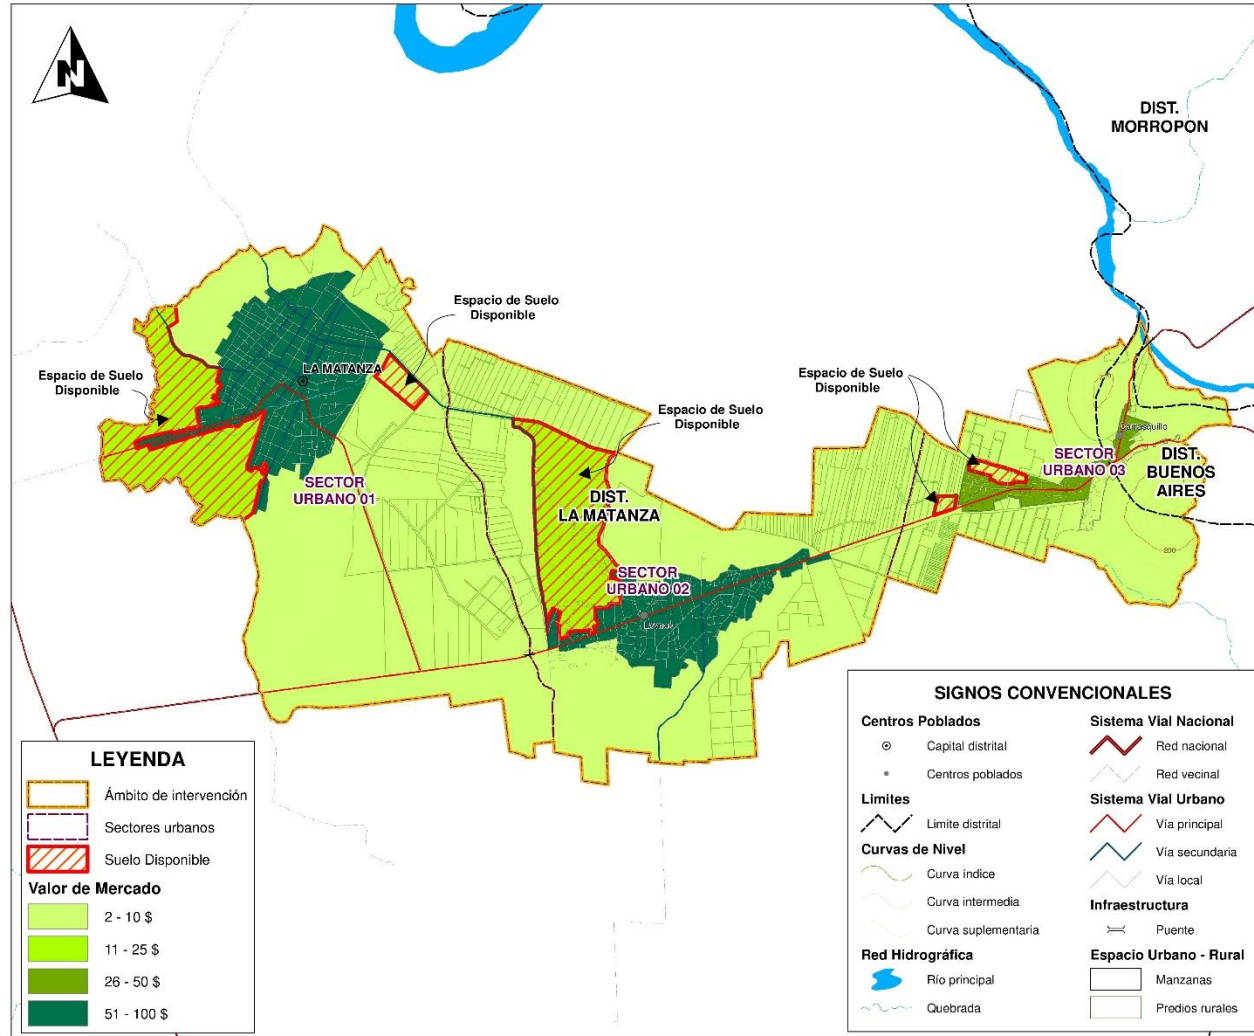 N
DIST.
MORROPON
Espacio de Suelo
Disponible
LA MATANZA
Espacio de Suelo
Disponible
Espacio de Suelo
Disponible
Espacio de Suelo
Disponible
Carrasquillo
SECTOR
URBANO 03
DIST.
BUENOS
AIRES
SECTOR
URBANO 01
DIST.
LA MATANZA
200
SECTOR
URBANO 02
LEYENDA
Ámbito de intervención
Sectores urbanos
Suelo Disponible
Valor de Mercado
2 - 10 $
11 - 25 $
26 - 50 $
51 - 100 $
SIGNOS CONVENCIONALES
Centros Poblados
Capital distrital
Centros poblados
Limites
Limite distrital
Curvas de Nivel
Curva índice
Curva intermedia
Curva suplementaria
Red Hidrográfica
Río principal
Quebrada
Sistema Vial Nacional
Red nacional
Red vecinal
Sistema Vial Urbano
Vía principal
Vía secundaria
Vía local
Infraestructura
Puente
Espacio Urbano - Rural
Manzanas
Predios rurales